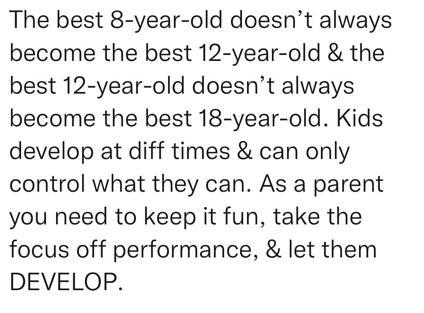 The best 8-year-old doesn’t always
become the best 12-year-old & the
best 12-year-old doesn’t always
become the best 18-year-old. Kids
develop at diff times & can only
control what they can. As a parent
you need to keep it fun, take the
focus off performance, & let them
DEVELOP.